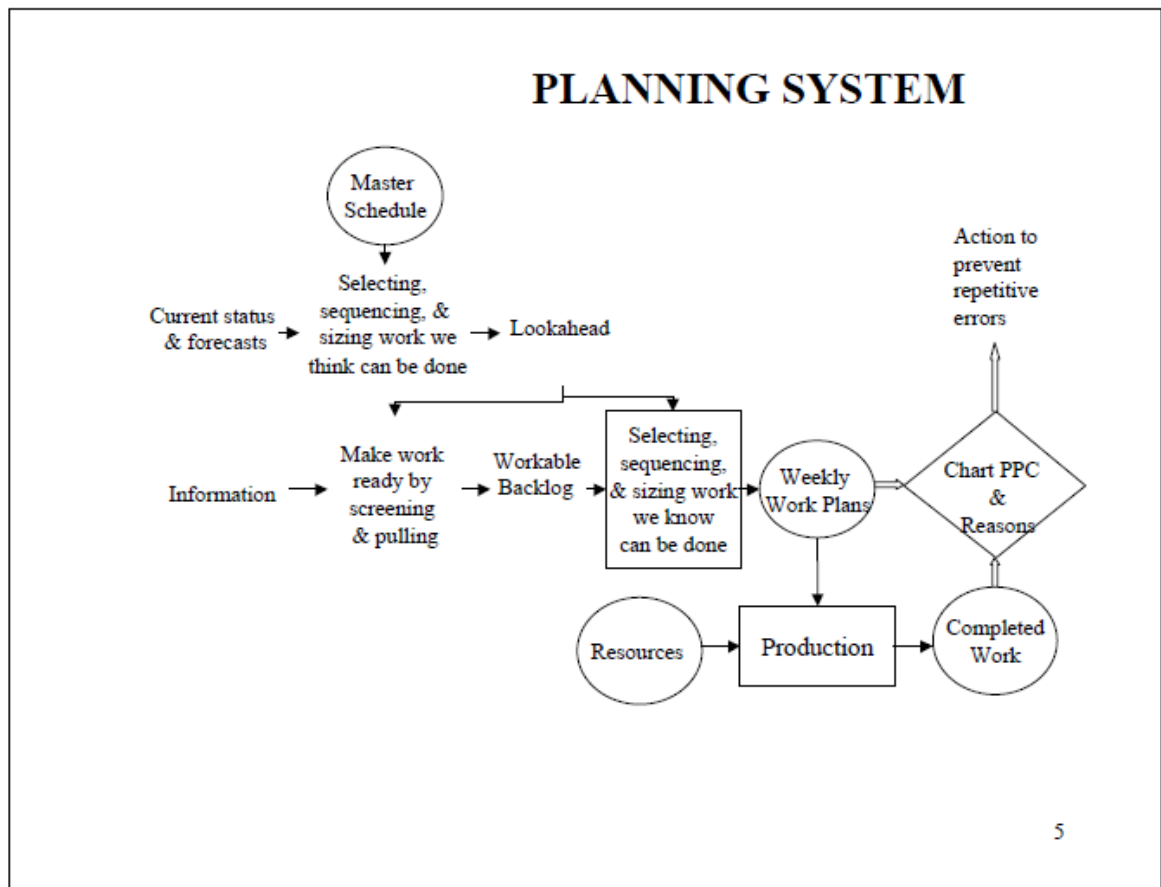 PLANNING SYSTEM
Master
Schedule
Selecting,
sequencing, &
sizing work we
think can be done
Current status
& forecasts
Lookahead
Action to
prevent
repetitive
errors
Information
Make work
ready by
screening
& pulling
Workable
Backlog
Selecting,
sequencing,
& sizing work
we know
can be done
Weekly
Work Plans
Chart PPC
&
Reasons
Resources
Production
Completed
Work
5